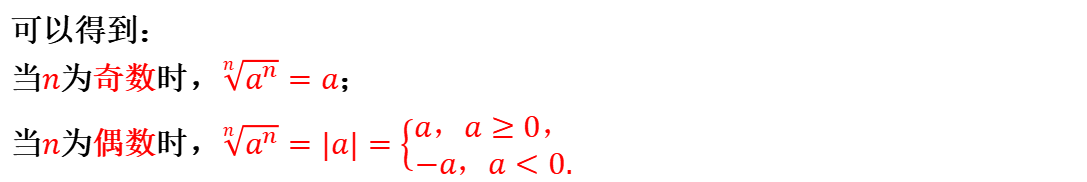 可以得到：
当n为奇数时，ⁿ√aⁿ = a；
当n为偶数时，ⁿ√aⁿ = |a| = {a，a ≥ 0，
−a，a < 0.